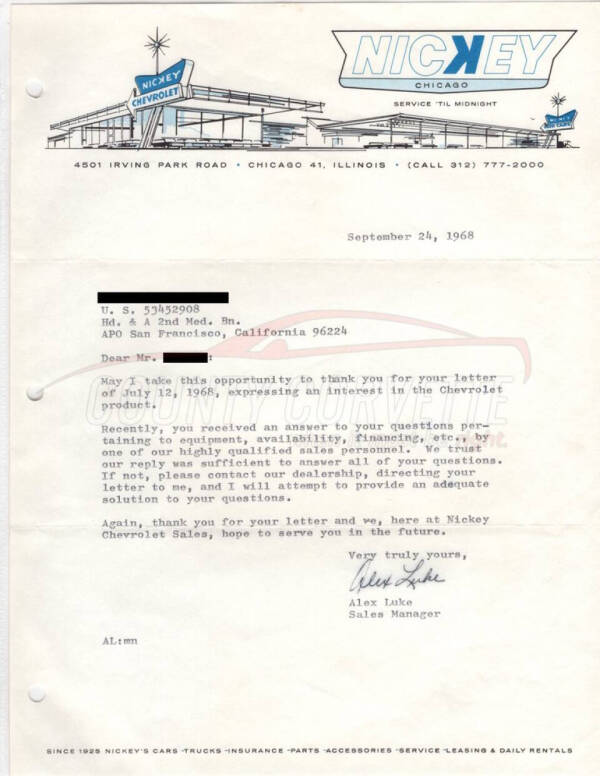 NICKEY
CHICAGO
SERVICE 'TIL MIDNIGHT
NICKEY
CHEVROLET
4501 IRVING PARK ROAD • CHICAGO 41, ILLINOIS • (CALL 312) 777-2000
September 24, 1968
U. S. 53452908
Hd. & A 2nd Med. Bn.
APO San Francisco, California 96224
Dear Mr. :
May I take this opportunity to thank you for your letter
of July 12, 1968, expressing an interest in the Chevrolet
product.
COUNTY CORVETTE
Recently, you received an answer to your questions per-
taining to equipment, availability, financing, etc., by
one of our highly qualified sales personnel. We trust
our reply was sufficient to answer all of your questions.
If not, please contact our dealership, directing your
letter to me, and I will attempt to provide an adequate
solution to your questions.
Again, thank you for your letter and we, here at Nickey
Chevrolet Sales, hope to serve you in the future.
Very truly yours,
Alex Luke
Alex Luke
Sales Manager
AL:mn
SINCE 1925 NICKEY'S CARS -TRUCKS -INSURANCE -PARTS -ACCESSORIES -SERVICE -LEASING & DAILY RENTALS